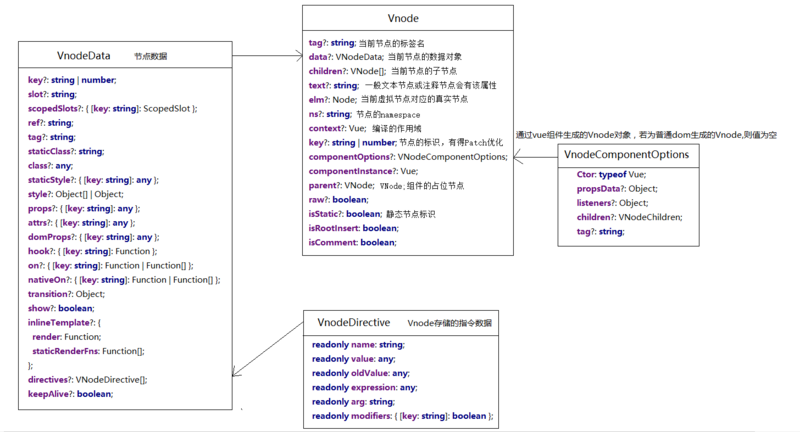 VnodeData 节点数据
key?: string | number;
slot?: string;
scopedSlots?: { [key: string]: ScopedSlot };
ref?: string;
tag?: string;
staticClass?: string;
class?: any;
staticStyle?: { [key: string]: any };
style?: Object[] | Object;
props?: { [key: string]: any };
attrs?: { [key: string]: any };
domProps?: { [key: string]: any };
hook?: { [key: string]: Function };
on?: { [key: string]: Function | Function[] };
nativeOn?: { [key: string]: Function | Function[] };
transition?: Object;
show?: boolean;
inlineTemplate?: {
render: Function;
staticRenderFns: Function[];
};
directives?: VNodeDirective[];
keepAlive?: boolean;
Vnode
tag?: string; 当前节点的标签名
data?: VNodeData; 当前节点的数据对象
children?: VNode[]; 当前节点的子节点
text?: string; 一般文本节点或注释节点会有该属性
elm?: Node; 当前虚拟节点对应的真实节点
ns?: string; 节点的namespace
context?: Vue; 编译的作用域
key?: string | number; 节点的标识，有得Patch优化
componentOptions?: VNodeComponentOptions;
componentInstance?: Vue;
parent?: VNode; VNode;组件的占位节点
raw?: boolean;
isStatic?: boolean; 静态节点标识
isRootInsert: boolean;
isComment: boolean;
通过vue组件生成的Vnode对象，若为普通dom生成的Vnode,则值为空
VnodeComponentOptions
Ctor: typeof Vue;
propsData?: Object;
listeners?: Object;
children?: VNodeChildren;
tag?: string;
VnodeDirective Vnode存储的指令数据
readonly name: string;
readonly value: any;
readonly oldValue: any;
readonly expression: any;
readonly arg: string;
readonly modifiers: { [key: string]: boolean };